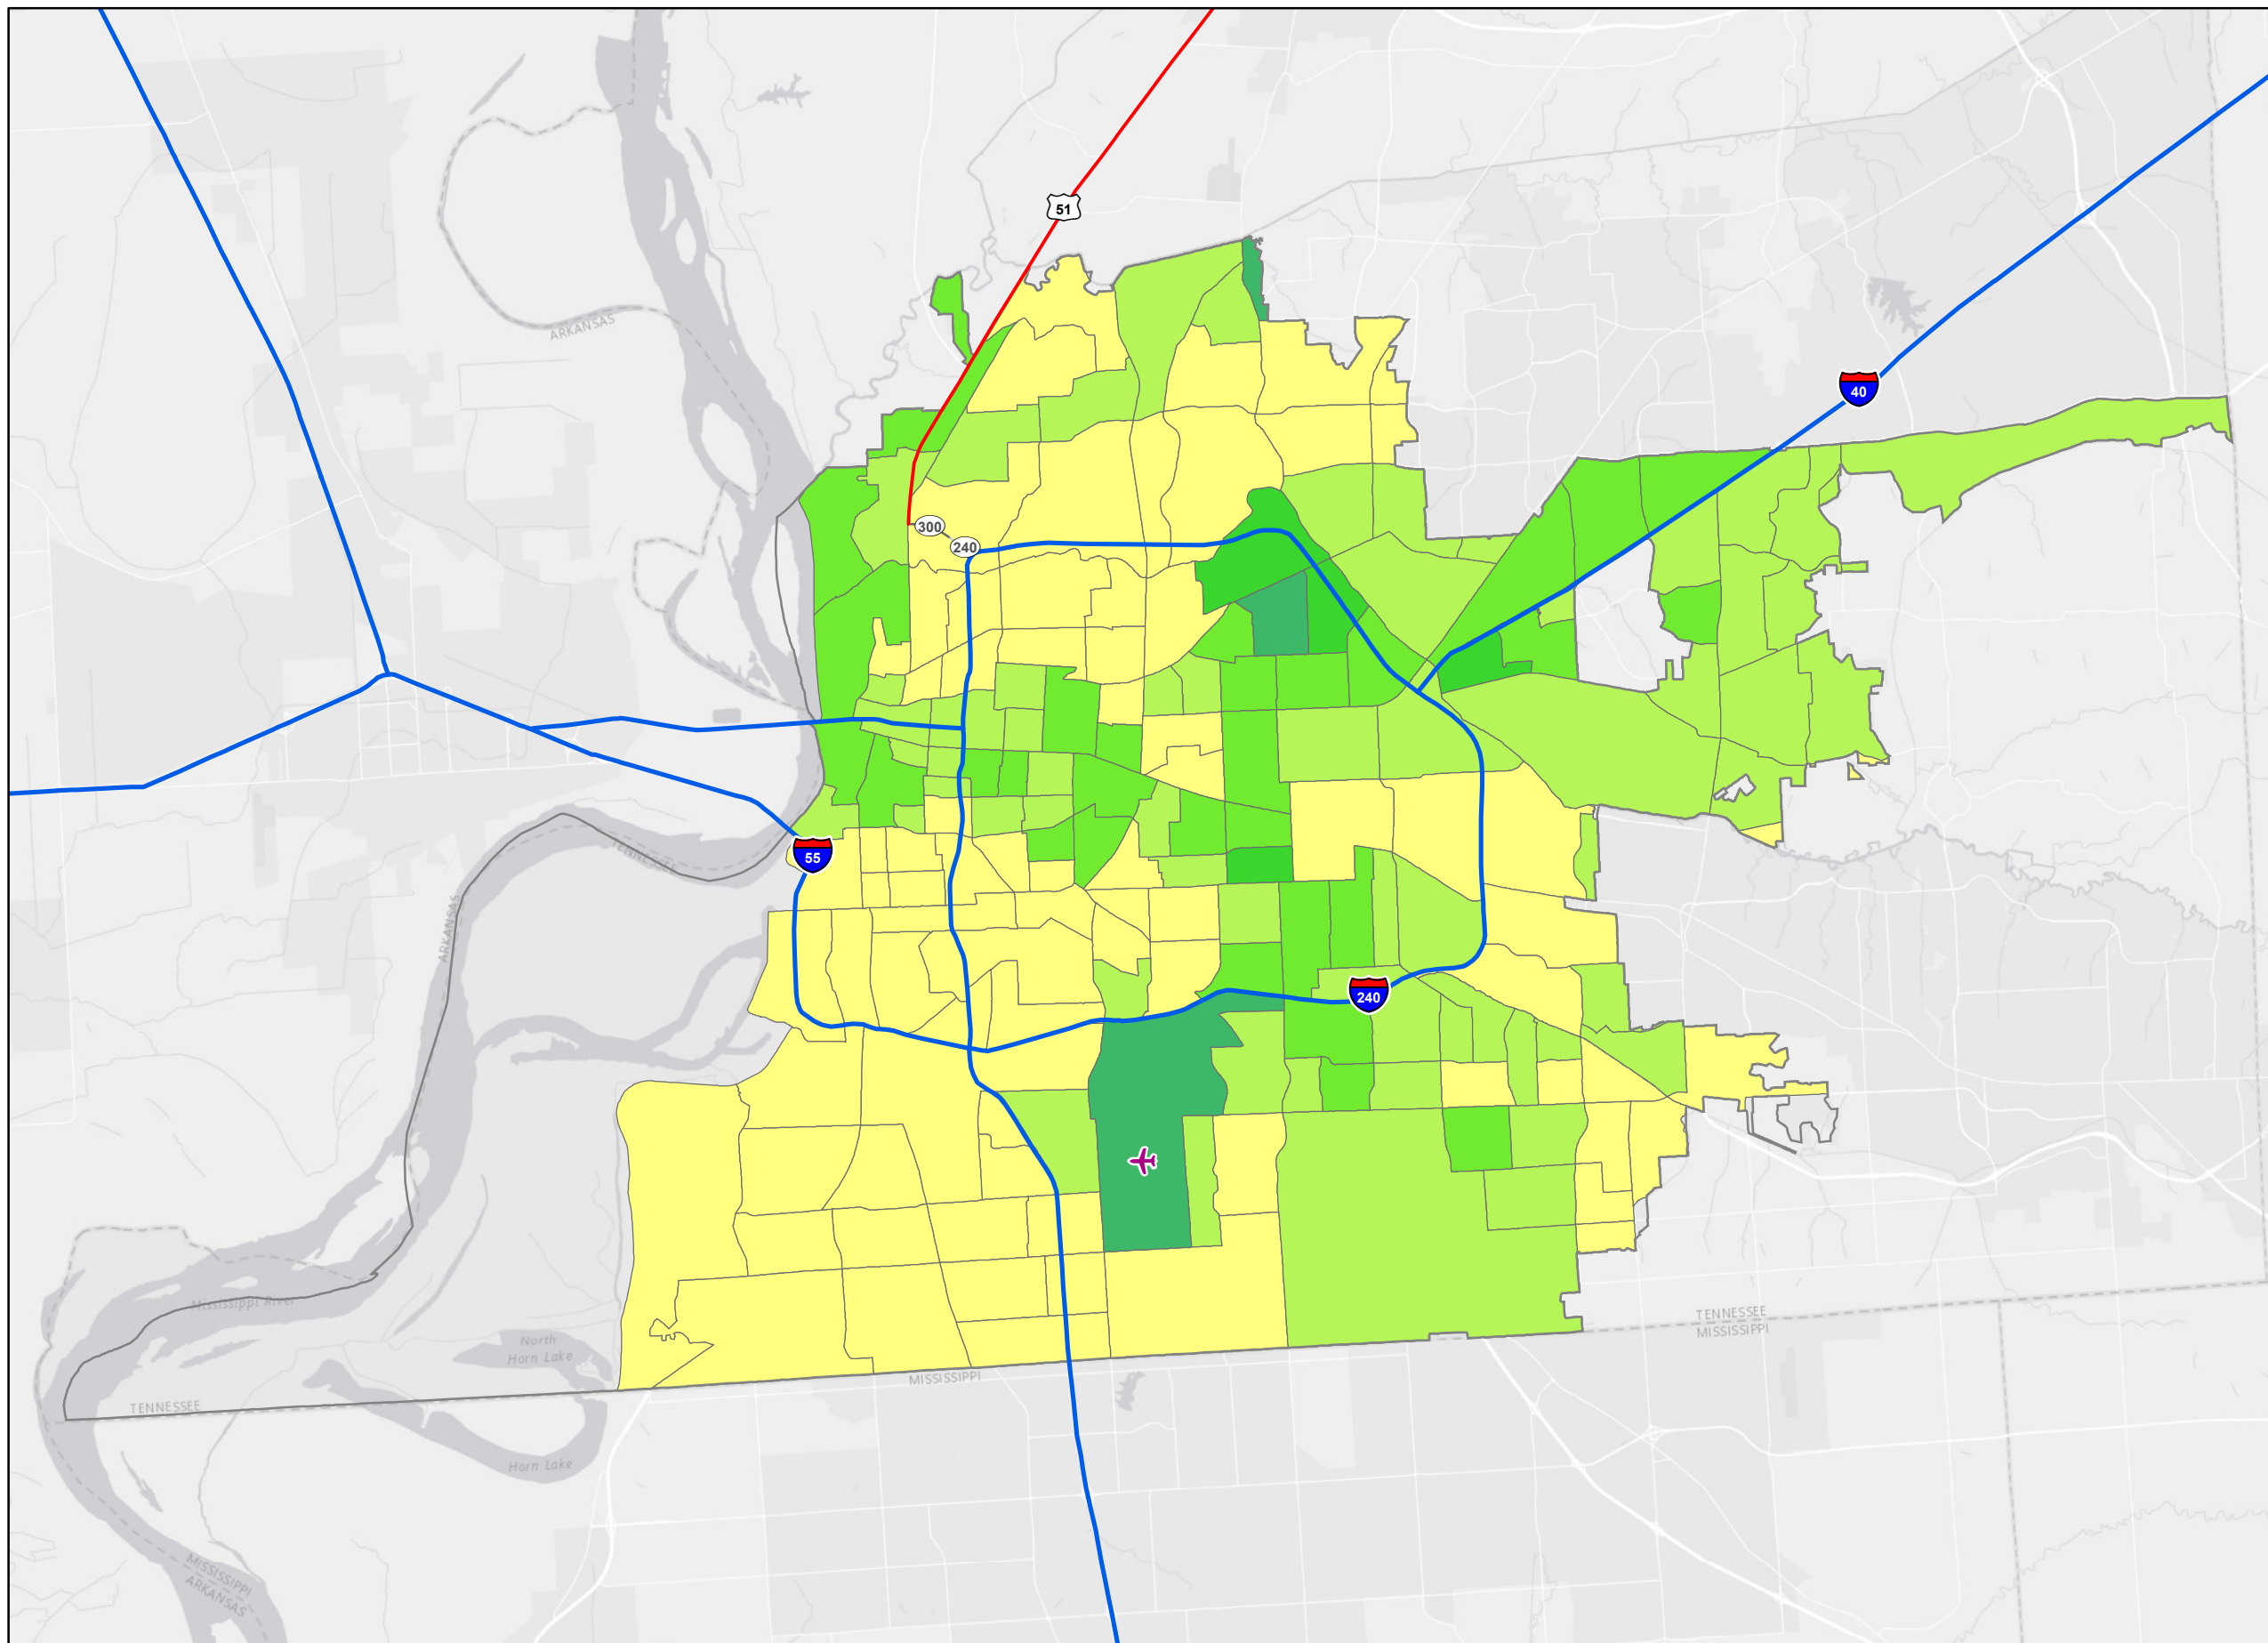 51
ARKANSAS
40
300
240
55
TENNESSEE
ARKANSAS
240
Mississippi River
TENNESSEE
MISSISSIPPI
North
Horn Lake
MISSISSIPPI
TENNESSEE
Horn Lake
MISSISSIPPI
ARKANSAS